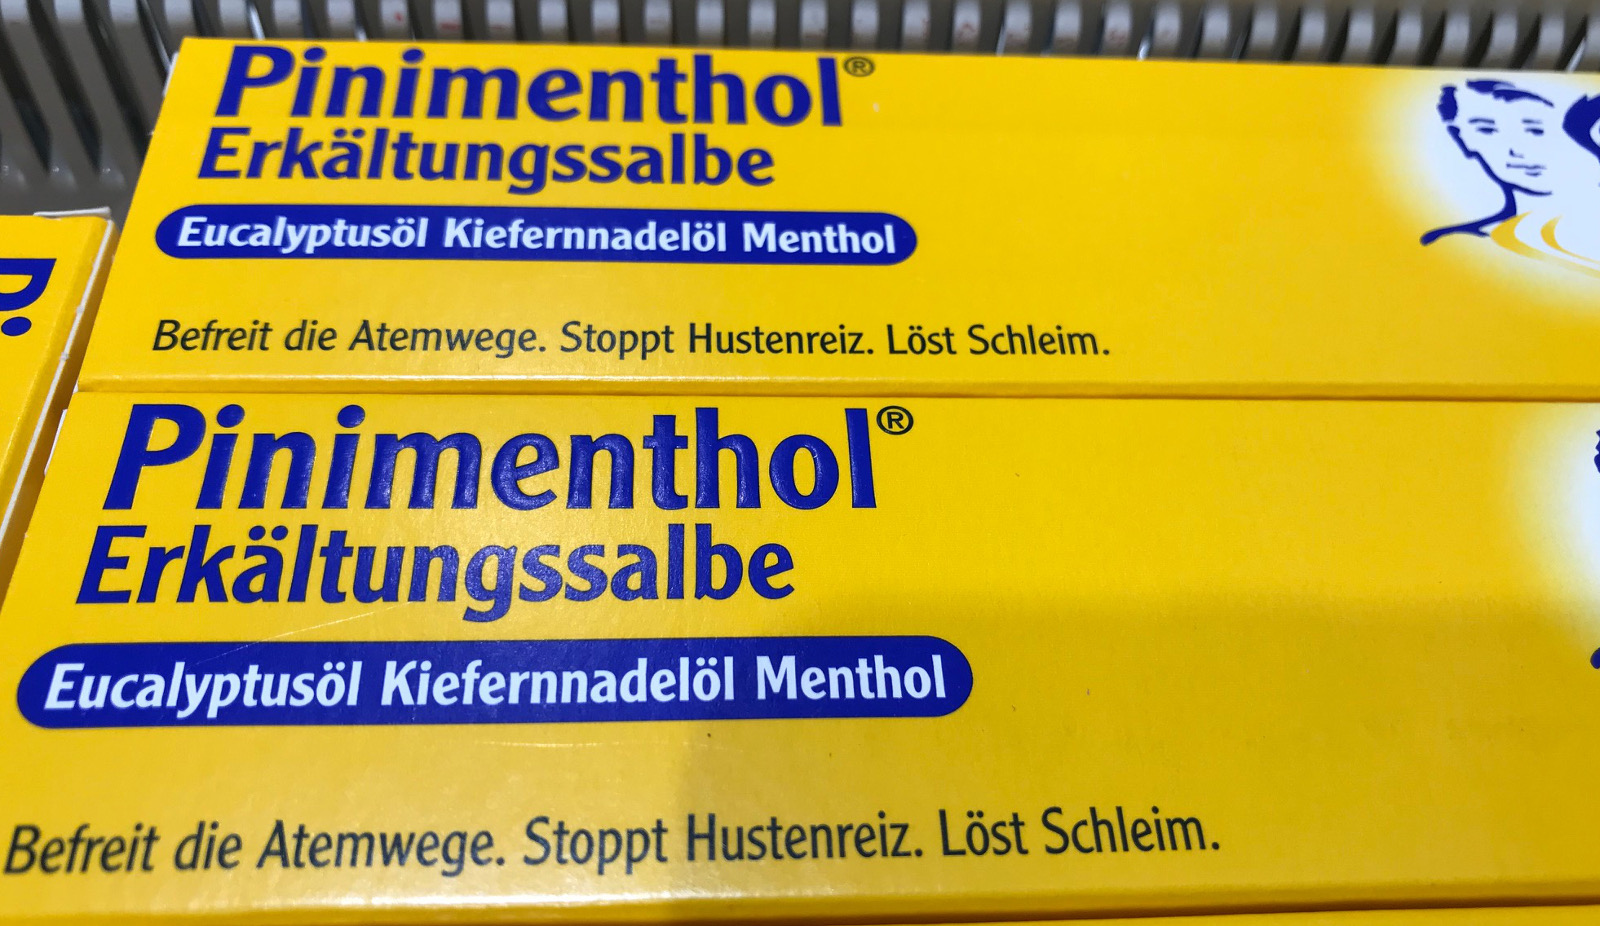 Pinimenthol®
Erkältungssalbe
Eucalyptusöl Kiefernnadelöl Menthol
Befreit die Atemwege. Stoppt Hustenreiz. Löst Schleim.
Pinimenthol®
Erkältungssalbe
Eucalyptusöl Kiefernnadelöl Menthol
Befreit die Atemwege. Stoppt Hustenreiz. Löst Schleim.